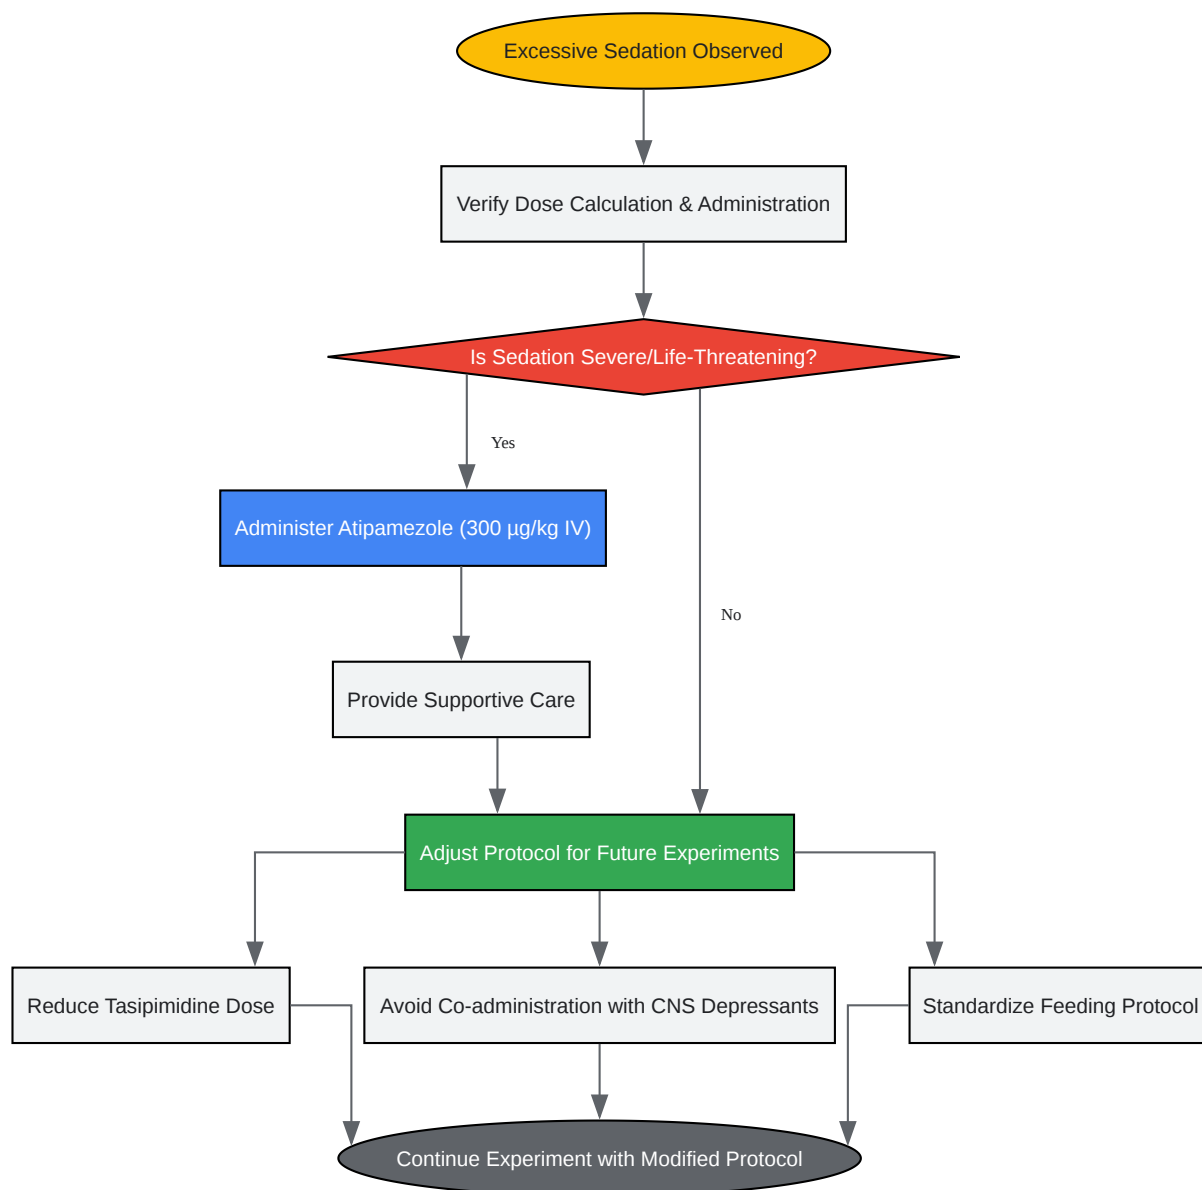 Excessive Sedation Observed
Verify Dose Calculation & Administration
Is Sedation Severe/Life-Threatening?
Yes
Administer Atipamezole (300 µg/kg IV)
No
Provide Supportive Care
Adjust Protocol for Future Experiments
Reduce Tasipimidine Dose
Avoid Co-administration with CNS Depressants
Standardize Feeding Protocol
Continue Experiment with Modified Protocol